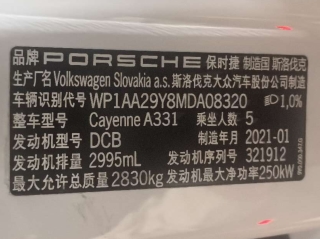 品牌 PORSCHE 保时捷 制造国 斯洛伐克
生产厂名 Volkswagen Slovakia a.s. 斯洛伐克大众汽车股份公司制造
车辆识别代号 WP1AA29Y8MDA08320 1,0%
整车型号 Cayenne A331 乘坐人数 5
发动机型号 DCB 制造年月 2021-01
发动机排量 2995mL 发动机序列号 321912
最大允许总质量 2830kg 发动机最大净功率 250kW